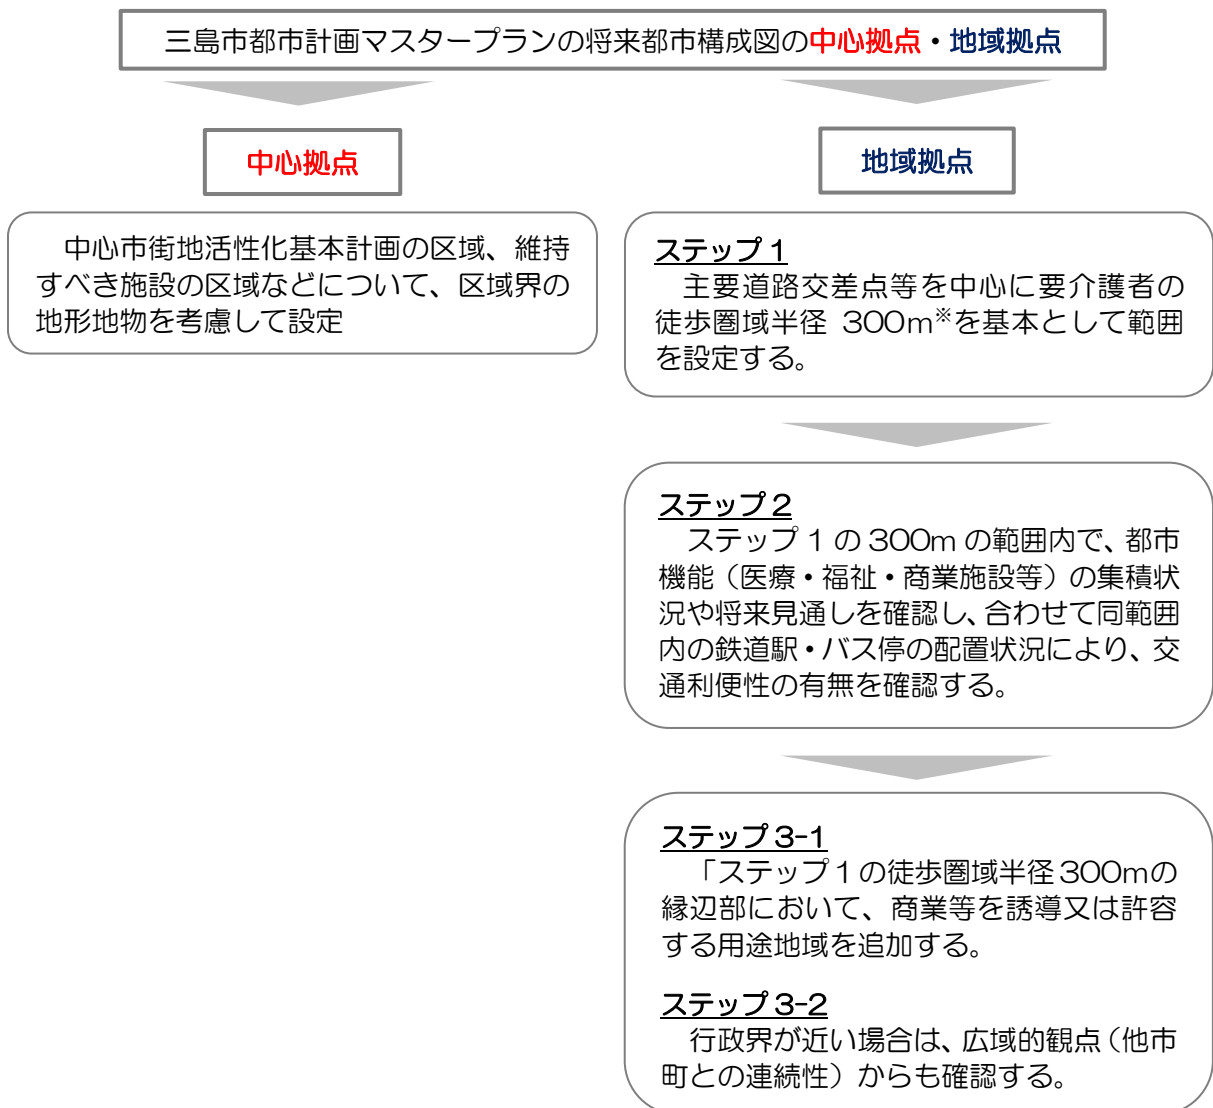 三島市都市計画マスタープランの将来都市構成図の中心拠点・地域拠点
中心拠点
中心市街地活性化基本計画の区域、維持
すべき施設の区域などについて、区域界の
地形地物を考慮して設定
地域拠点
ステップ1
主要道路交差点等を中心に要介護者の
徒歩圏域半径 300m※を基本として範囲
を設定する。
ステップ2
ステップ 1 の 300m の範囲内で、都市
機能（医療・福祉・商業施設等）の集積状
況や将来見通しを確認し、合わせて同範囲
内の鉄道駅・バス停の配置状況により、交
通利便性の有無を確認する。
ステップ3-1
「ステップ1の徒歩圏域半径300mの
縁辺部において、商業等を誘導又は許容
する用途地域を追加する。
ステップ3-2
行政界が近い場合は、広域的観点（他市
町との連続性）からも確認する。